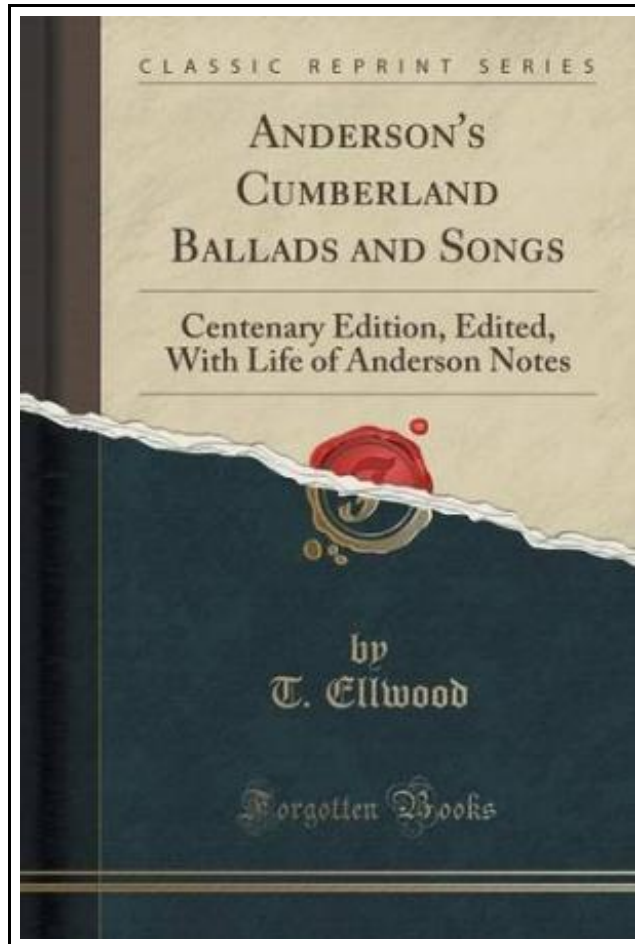 CLASSIC REPRINT SERIES
ANDERSON'S
CUMBERLAND
BALLADS AND SONGS
Centenary Edition, Edited,
With Life of Anderson Notes
by
T. Ellwood
Forgotten Books